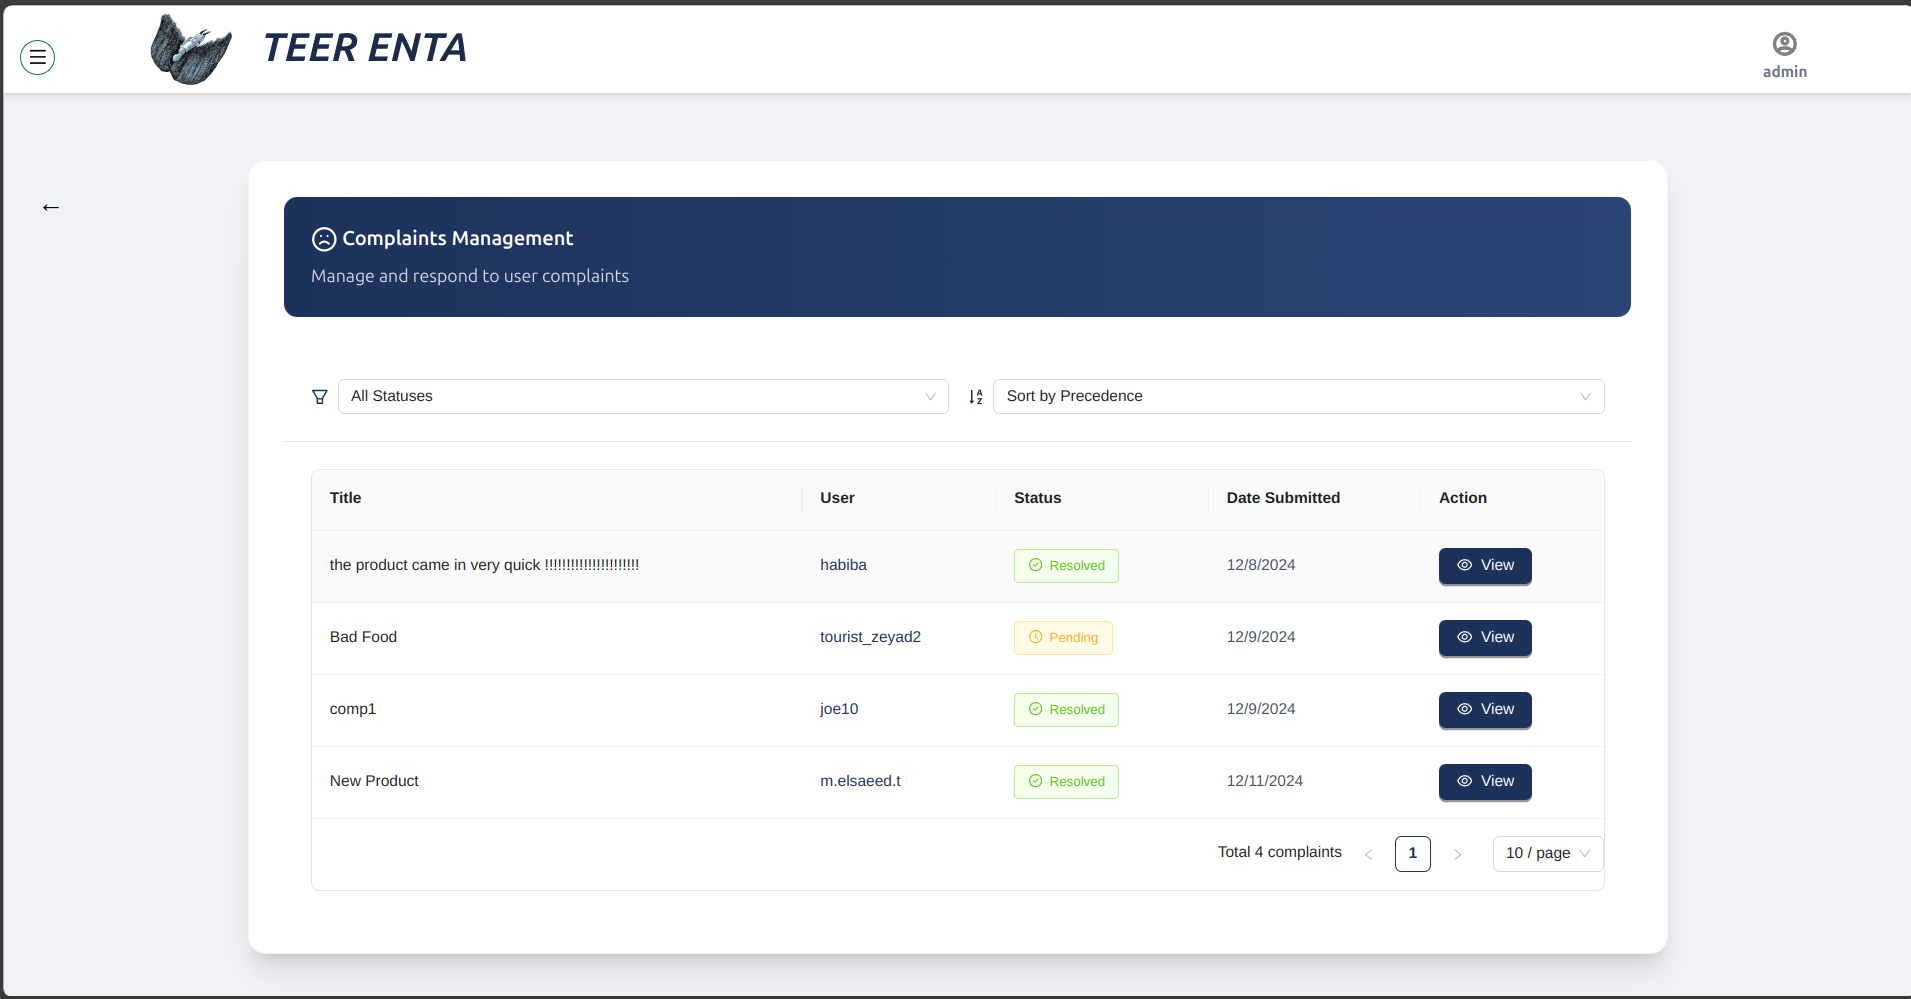 TEER ENTA
admin
←
Complaints Management
Manage and respond to user complaints
All Statuses
Sort by Precedence
Title User Status Date Submitted Action
the product came in very quick !!!!!!!!!!!!!!!!!!!!!! habiba Resolved 12/8/2024 View
Bad Food tourist_zeyad2 Pending 12/9/2024 View
comp1 joe10 Resolved 12/9/2024 View
New Product m.elsaeed.t Resolved 12/11/2024 View
Total 4 complaints < 1 > 10 / page